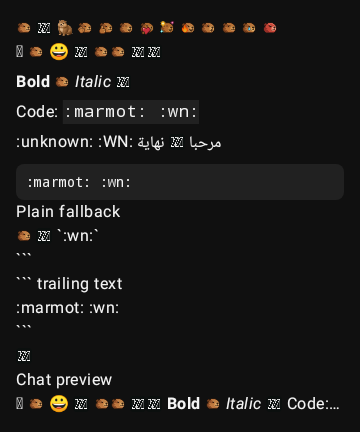 Bold Italic
Code: :marmot: :wn:
:unknown: :WN: مرحبا نهاية
:marmot: :wn:
Plain fallback
`:wn:`
```
``` trailing text
:marmot: :wn:
```
Chat preview
😀 Bold Italic Code:…